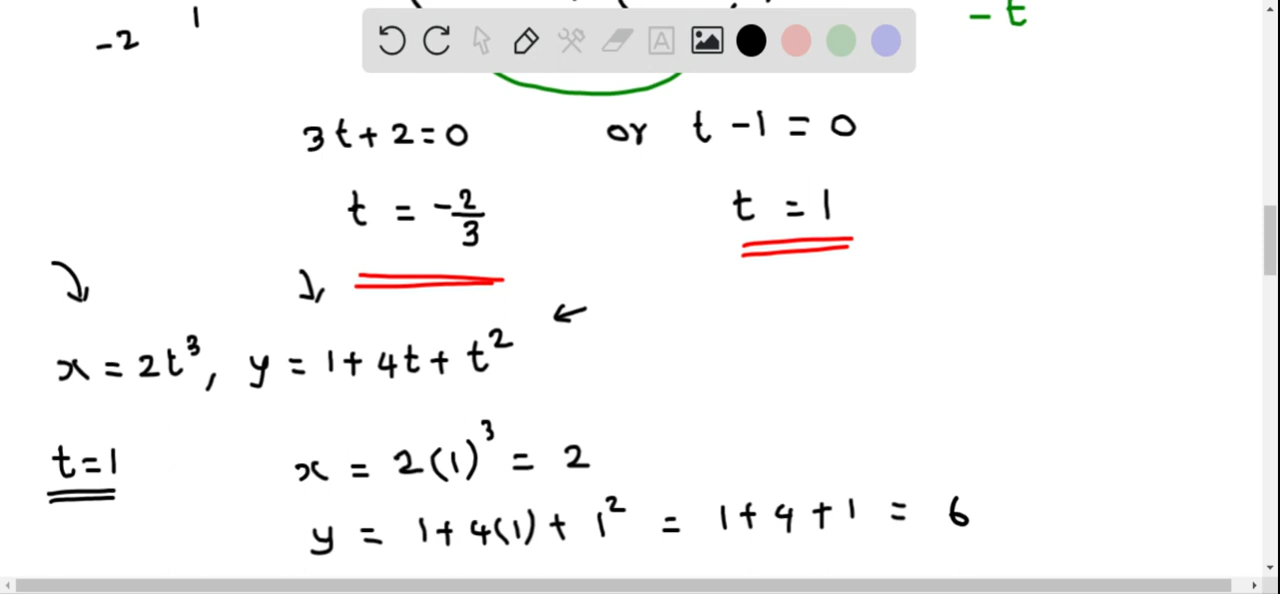 -2 1 - t
3t + 2 = 0 or t - 1 = 0
t = -2/3 t = 1
x = 2t³, y = 1 + 4t + t²
t = 1 x = 2(1)³ = 2
y = 1 + 4(1) + 1² = 1 + 4 + 1 = 6